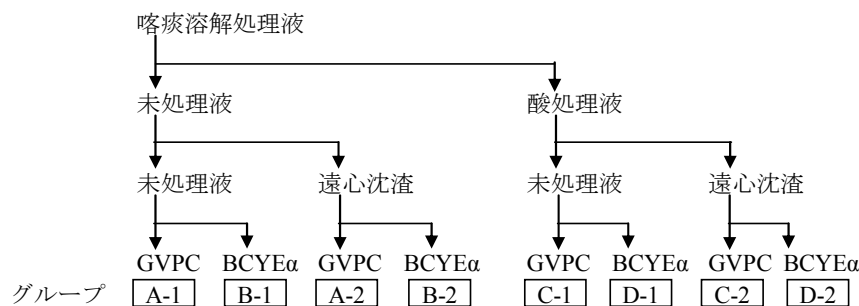 喀痰溶解処理液
未処理液 酸処理液
未処理液 遠心沈渣 未処理液 遠心沈渣
GVPC BCYEα GVPC BCYEα GVPC BCYEα GVPC BCYEα
グループ A-1 B-1 A-2 B-2 C-1 D-1 C-2 D-2